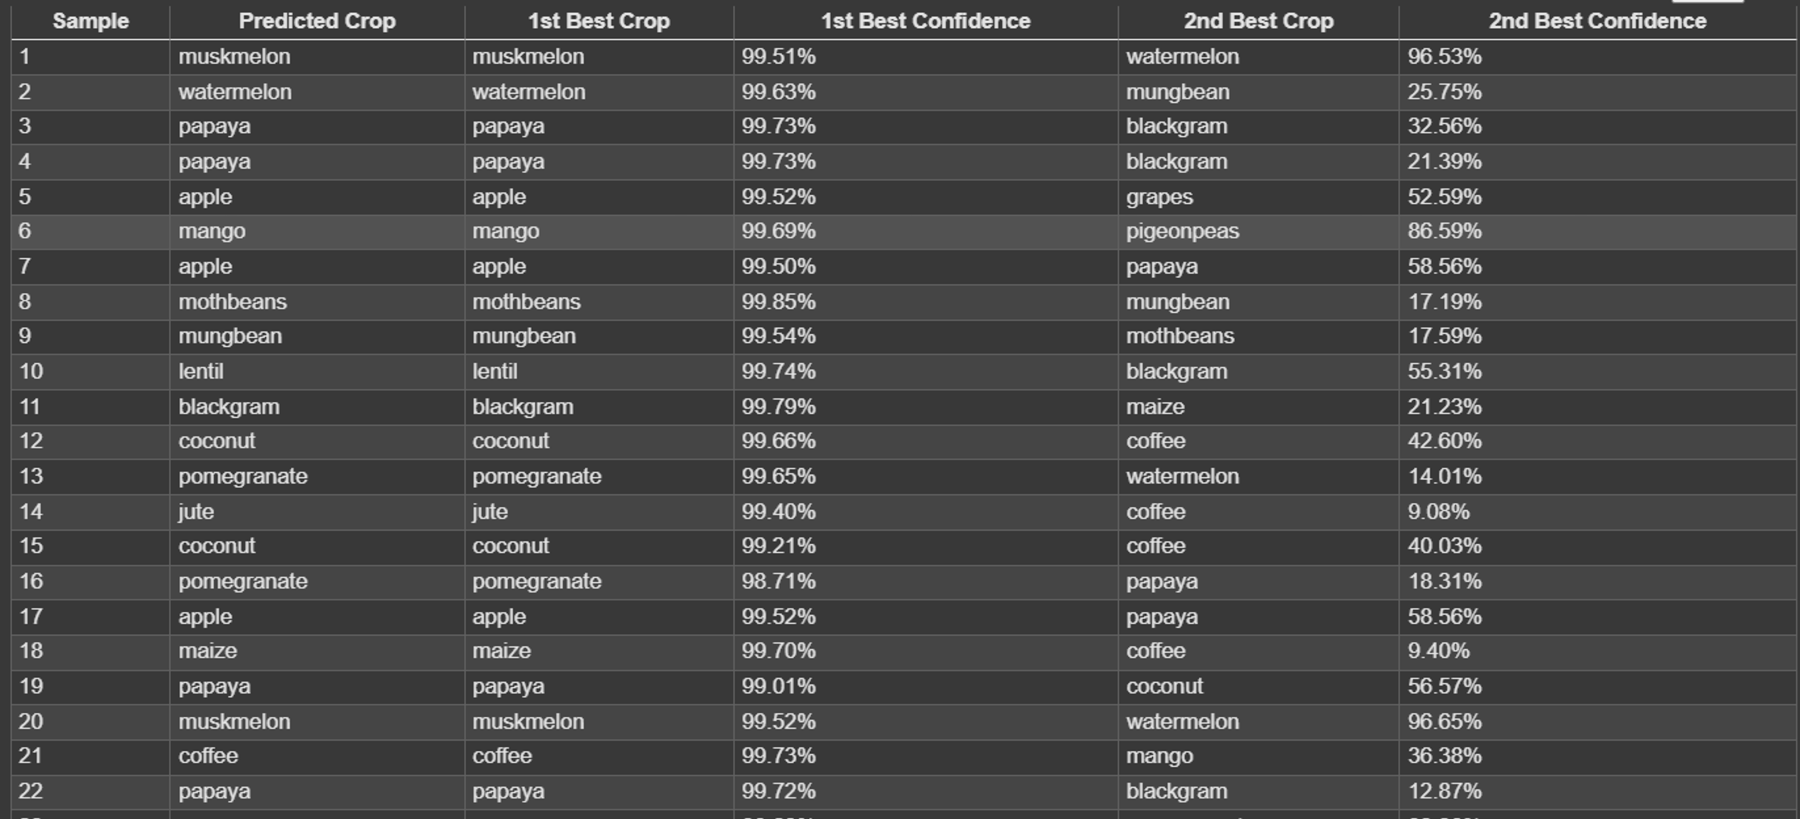 Sample Predicted Crop 1st Best Crop 1st Best Confidence 2nd Best Crop 2nd Best Confidence
1 muskmelon muskmelon 99.51% watermelon 96.53%
2 watermelon watermelon 99.63% mungbean 25.75%
3 papaya papaya 99.73% blackgram 32.56%
4 papaya papaya 99.73% blackgram 21.39%
5 apple apple 99.52% grapes 52.59%
6 mango mango 99.69% pigeonpeas 86.59%
7 apple apple 99.50% papaya 58.56%
8 mothbeans mothbeans 99.85% mungbean 17.19%
9 mungbean mungbean 99.54% mothbeans 17.59%
10 lentil lentil 99.74% blackgram 55.31%
11 blackgram blackgram 99.79% maize 21.23%
12 coconut coconut 99.66% coffee 42.60%
13 pomegranate pomegranate 99.65% watermelon 14.01%
14 jute jute 99.40% coffee 9.08%
15 coconut coconut 99.21% coffee 40.03%
16 pomegranate pomegranate 98.71% papaya 18.31%
17 apple apple 99.52% papaya 58.56%
18 maize maize 99.70% coffee 9.40%
19 papaya papaya 99.01% coconut 56.57%
20 muskmelon muskmelon 99.52% watermelon 96.65%
21 coffee coffee 99.73% mango 36.38%
22 papaya papaya 99.72% blackgram 12.87%